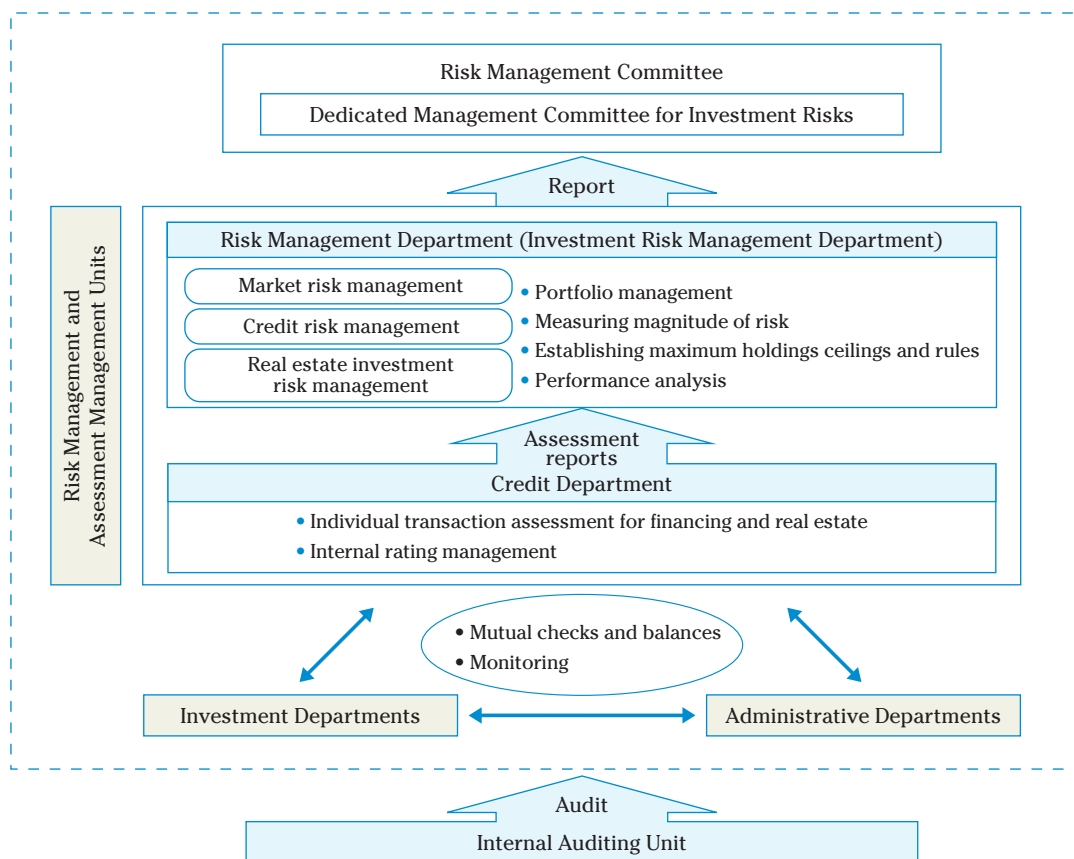 Risk Management Committee
Dedicated Management Committee for Investment Risks
Report
Risk Management and
Assessment Management Units
Risk Management Department (Investment Risk Management Department)
Market risk management
Credit risk management
Real estate investment
risk management
• Portfolio management
• Measuring magnitude of risk
• Establishing maximum holdings ceilings and rules
• Performance analysis
Assessment
reports
Credit Department
• Individual transaction assessment for financing and real estate
• Internal rating management
• Mutual checks and balances
• Monitoring
Investment Departments
Administrative Departments
Audit
Internal Auditing Unit